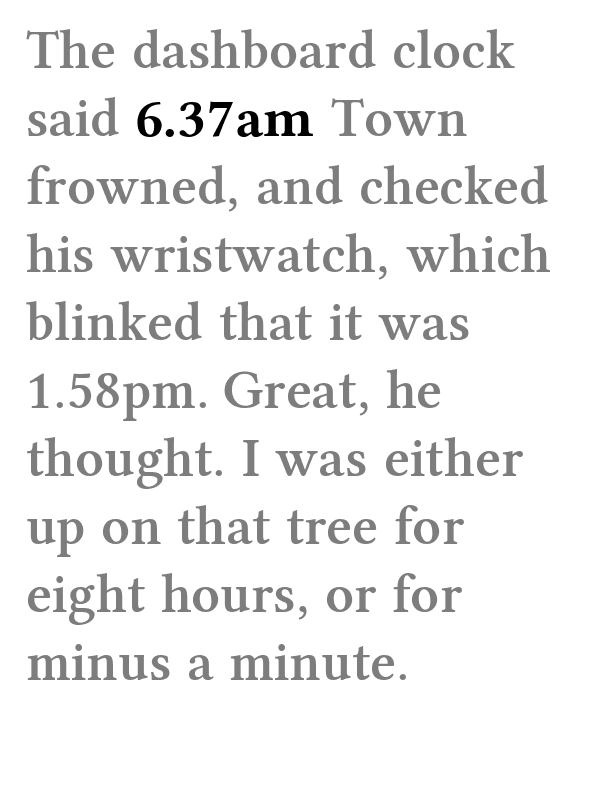 The dashboard clock
said 6.37am Town
frowned, and checked
his wristwatch, which
blinked that it was
1.58pm. Great, he
thought. I was either
up on that tree for
eight hours, or for
minus a minute.